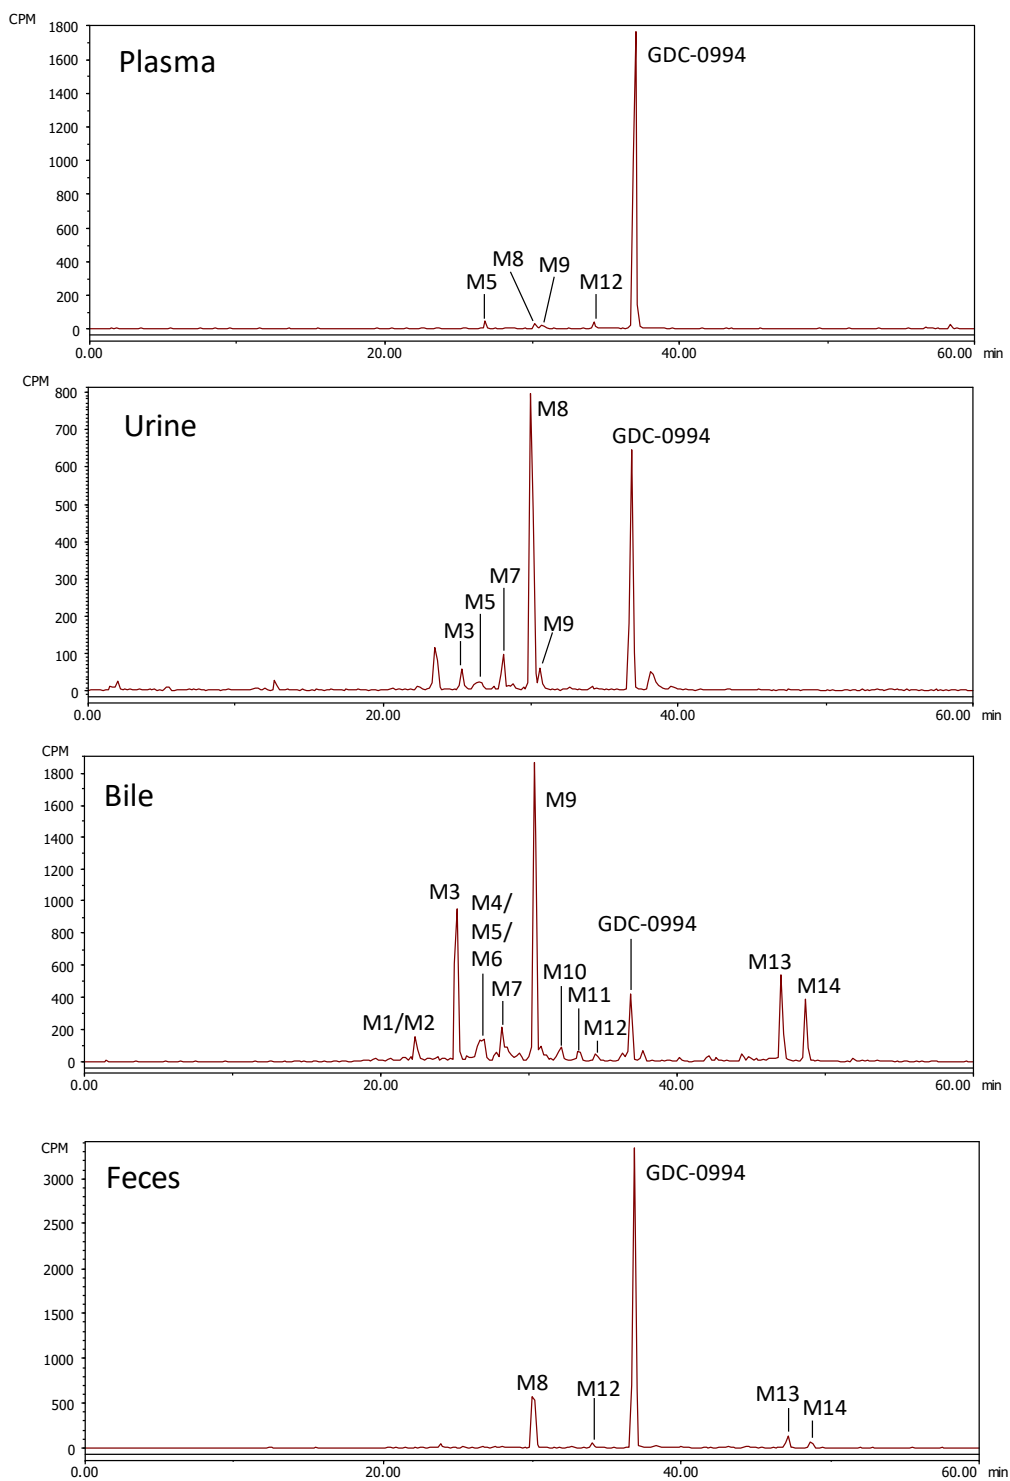 CPM
1800
1600
1400
1200
1000
800
600
400
200
0
Plasma
GDC-0994
M5
M8
M9
M12
0.00
20.00
40.00
60.00 min
CPM
800
700
600
500
400
300
200
100
0
Urine
M8
GDC-0994
M7
M5
M3
M9
0.00
20.00
40.00
60.00 min
CPM
1800
1600
1400
1200
1000
800
600
400
200
0
Bile
M9
M3
M4/
M5/
M6
GDC-0994
M7
M10
M11
M12
M1/M2
M13
M14
0.00
20.00
40.00
60.00 min
CPM
3000
2500
2000
1500
1000
500
0
Feces
GDC-0994
M8
M12
M13
M14
0.00
20.00
40.00
60.00 min